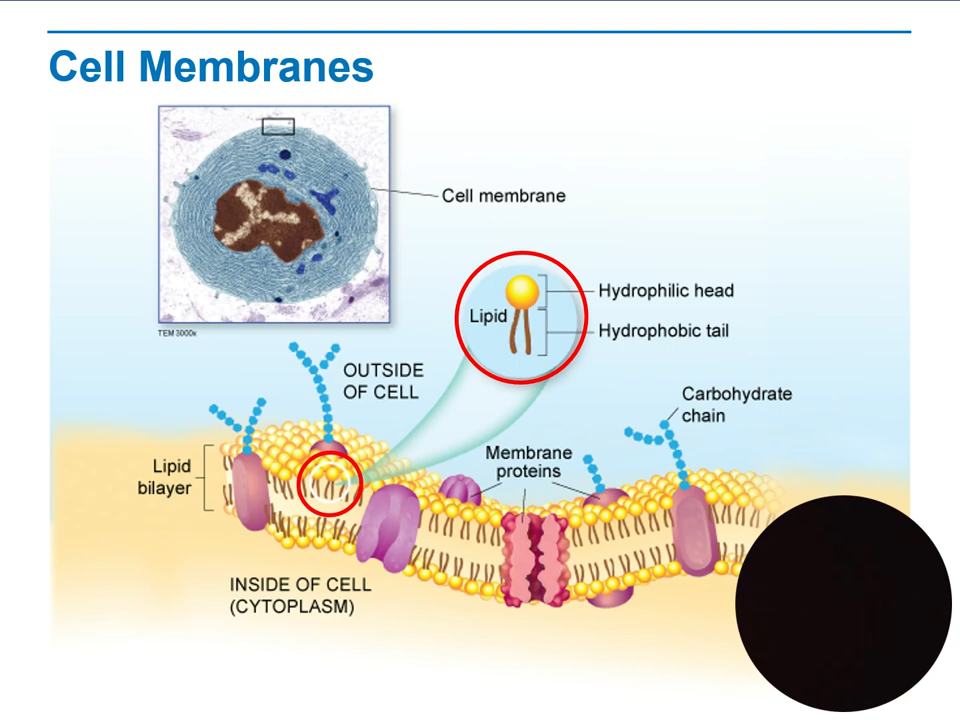 Cell Membranes
Cell membrane
TEM 3000x
Lipid
Hydrophilic head
Hydrophobic tail
OUTSIDE
OF CELL
Carbohydrate
chain
Membrane
proteins
Lipid
bilayer
INSIDE OF CELL
(CYTOPLASM)